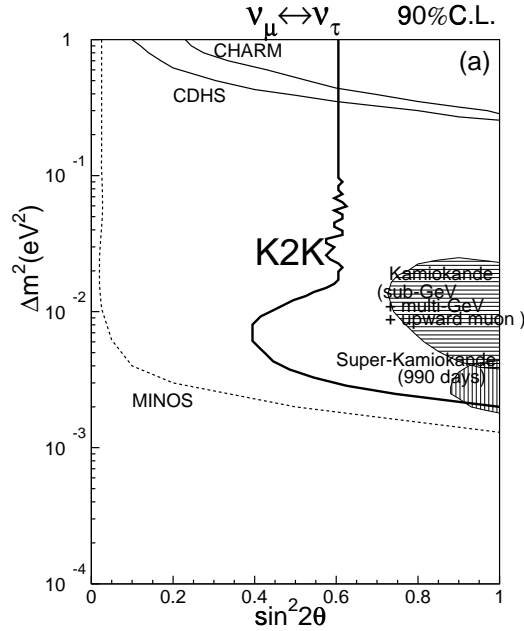 ν_μ↔ν_τ 90%C.L.
(a)
CHARM
CDHS
K2K
Kamiokande
(sub-GeV
+ multi-GeV
+ upward muon )
Super-Kamiokande
(990 days)
MINOS
Δm²(eV²)
1
10⁻¹
10⁻²
10⁻³
10⁻⁴
0 0.2 0.4 0.6 0.8 1
sin²2θ